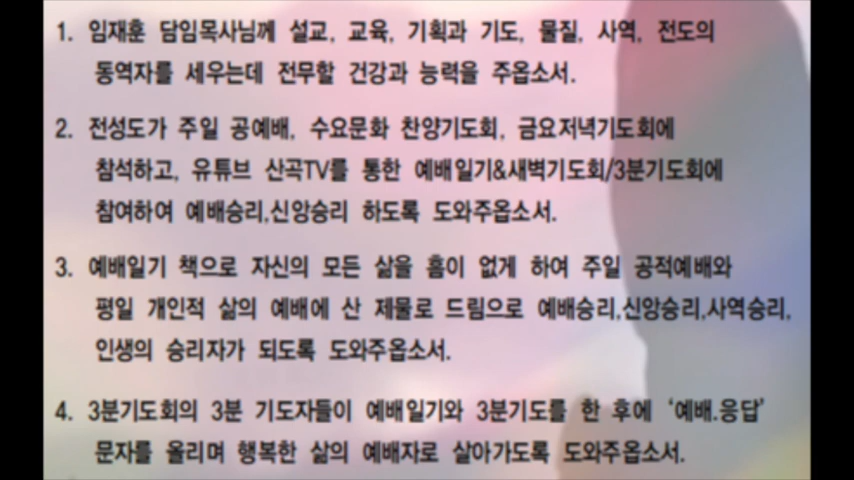 1. 임재훈 담임목사님께 설교, 교육, 기획과 기도, 물질, 사역, 전도의
동역자를 세우는데 전무할 건강과 능력을 주옵소서.
2. 전성도가 주일 공예배, 수요문화 찬양기도회, 금요저녁기도회에
참석하고, 유튜브 산곡TV를 통한 예배일기&새벽기도회/3분기도회에
참여하여 예배승리,신앙승리 하도록 도와주옵소서.
3. 예배일기 책으로 자신의 모든 삶을 흠이 없게 하여 주일 공적예배와
평일 개인적 삶의 예배에 산 제물로 드림으로 예배승리,신앙승리,사역승리,
인생의 승리자가 되도록 도와주옵소서.
4. 3분기도회의 3분 기도자들이 예배일기와 3분기도를 한 후에 ‘예배.응답’
문자를 올리며 행복한 삶의 예배자로 살아가도록 도와주옵소서.